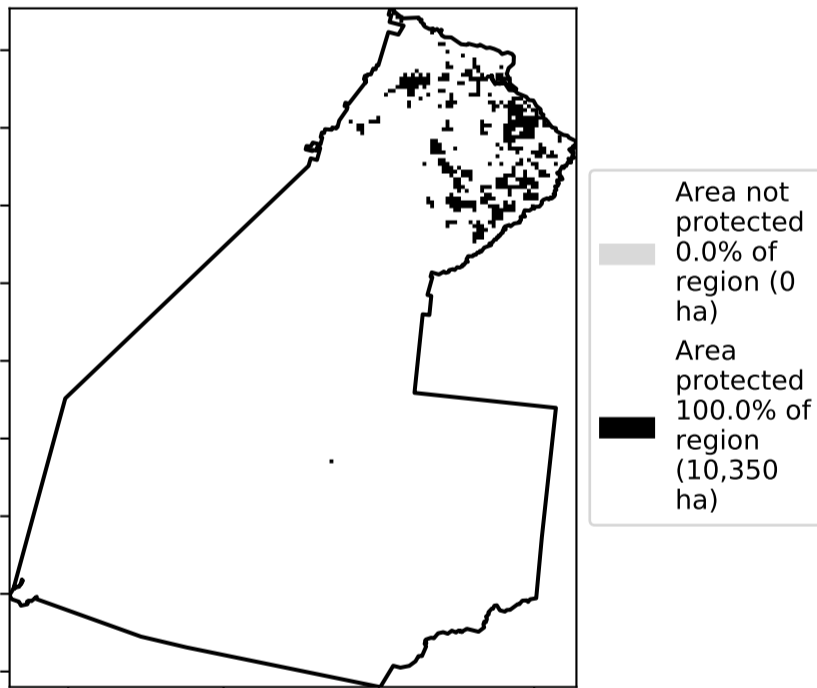 Area not
protected
0.0% of
region (0
ha)
Area
protected
100.0% of
region
(10,350
ha)